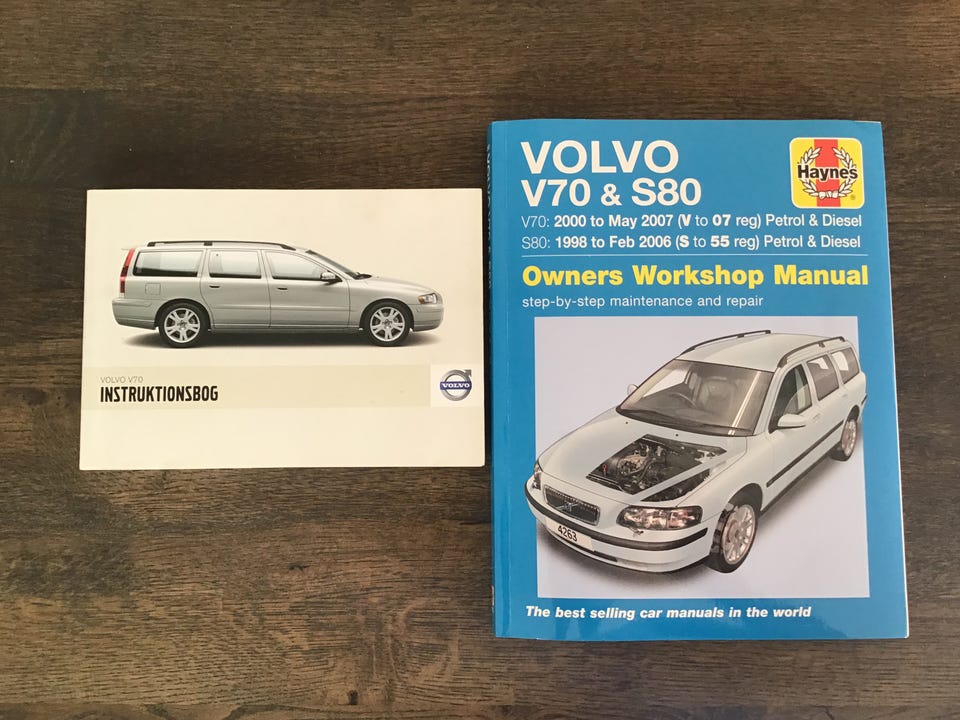 VOLVO V70
INSTRUKTIONSBOG
VOLVO
VOLVO
V70 & S80
Haynes
V70: 2000 to May 2007 (V to 07 reg) Petrol & Diesel
S80: 1998 to Feb 2006 (S to 55 reg) Petrol & Diesel
Owners Workshop Manual
step-by-step maintenance and repair
4263
The best selling car manuals in the world